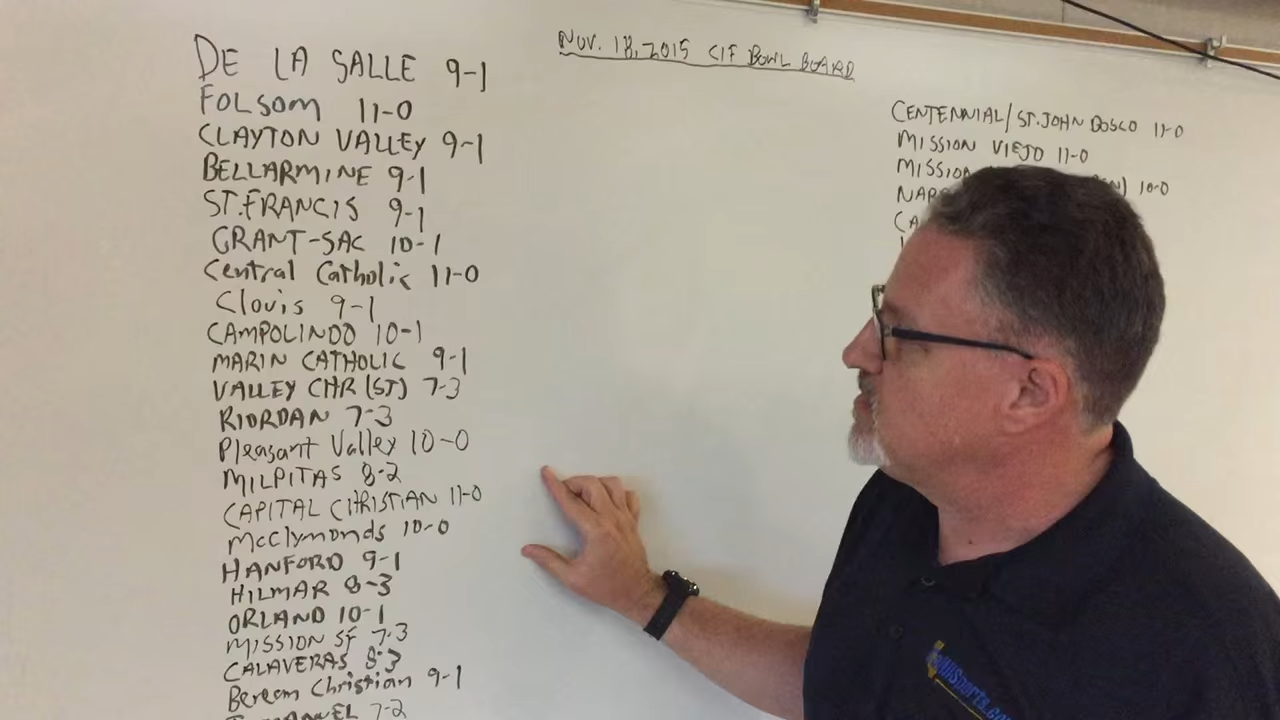 NOV. 18, 2015 CIF BOWL BOARD
DE LA SALLE 9-1
FOLSOM 11-0
CLAYTON VALLEY 9-1
BELLARMINE 9-1
ST. FRANCIS 9-1
GRANT-SAC 10-1
Central Catholic 11-0
Clovis 9-1
CAMPOLINDO 10-1
MARIN CATHOLIC 9-1
VALLEY CHR (SJ) 7-3
RIORDAN 7-3
Pleasant Valley 10-0
MILPITAS 8-2
CAPITAL CHRISTIAN 11-0
McClymonds 10-0
HANFORD 9-1
HILMAR 8-3
ORLAND 10-1
MISSION SF 7-3
CALAVERAS 8-3
Berean Christian 9-1
7-2
CENTENNIAL/ST. JOHN BOSCO 11-0
MISSION VIEJO 11-0
MISSION 10-0